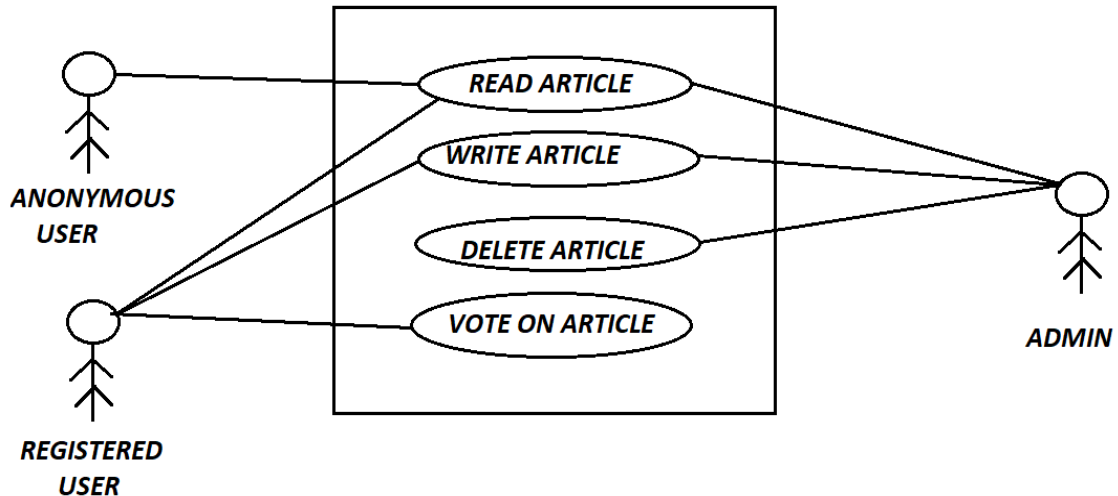 READ ARTICLE
WRITE ARTICLE
DELETE ARTICLE
VOTE ON ARTICLE
ANONYMOUS
USER
REGISTERED
USER
ADMIN